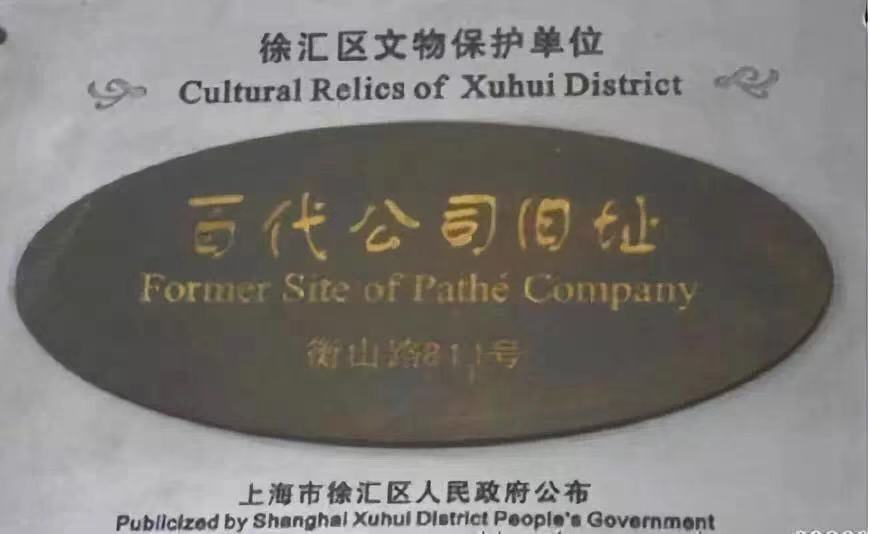 徐汇区文物保护单位
Cultural Relics of Xuhui District
百代公司旧址
Former Site of Pathé Company
衡山路811号
上海市徐汇区人民政府公布
Publicized by Shanghai Xuhui District People's Government